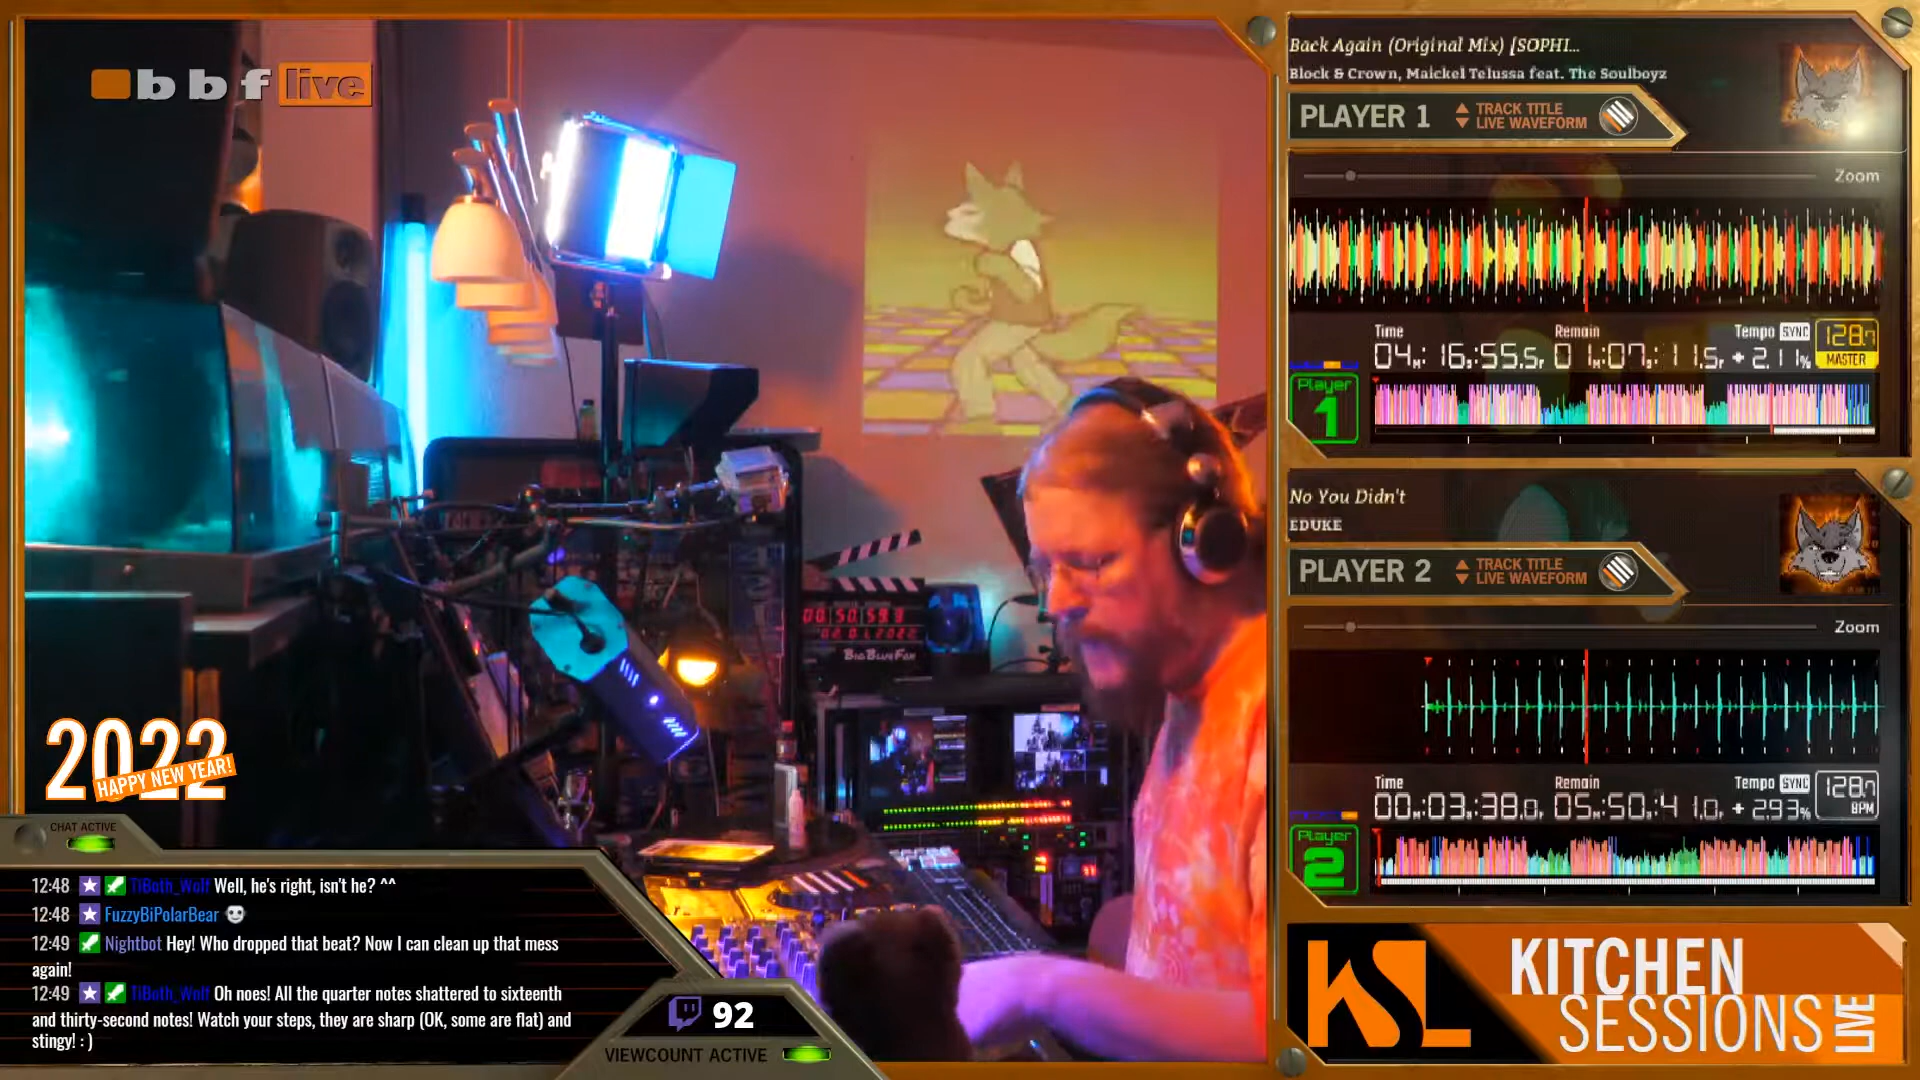 bbf live
Back Again (Original Mix) [SOPHI...
Block & Crown, Maickel Telussa feat. The Soulboyz
PLAYER 1
TRACK TITLE
LIVE WAVEFORM
Zoom
Time
Remain
Tempo SYNC
MASTER
Player
1
No You Didn't
EDUKE
PLAYER 2
TRACK TITLE
LIVE WAVEFORM
Zoom
Time
Remain
Tempo SYNC
BPM
Player
2
BigBlueFox
2022
HAPPY NEW YEAR!
CHAT ACTIVE
12:48 TiBoth_Wolf Well, he's right, isn't he? ^^
12:48 FuzzyBiPolarBear
12:49 Nightbot Hey! Who dropped that beat? Now I can clean up that mess
again!
12:49 TiBoth_Wolf Oh noes! All the quarter notes shattered to sixteenth
and thirty-second notes! Watch your steps, they are sharp (OK, some are flat) and
stingy! : )
92
VIEWCOUNT ACTIVE
KSL
KITCHEN
SESSIONS
LIVE